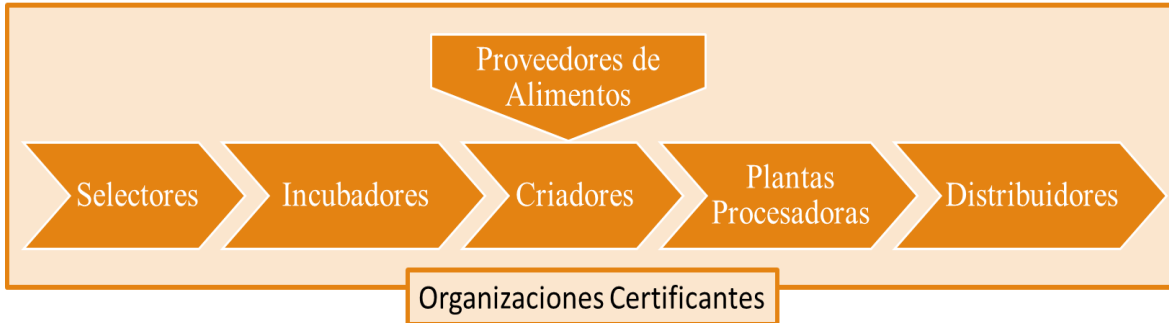 Proveedores de
Alimentos
Selectores
Incubadores
Criadores
Plantas
Procesadoras
Distribuidores
Organizaciones Certificantes